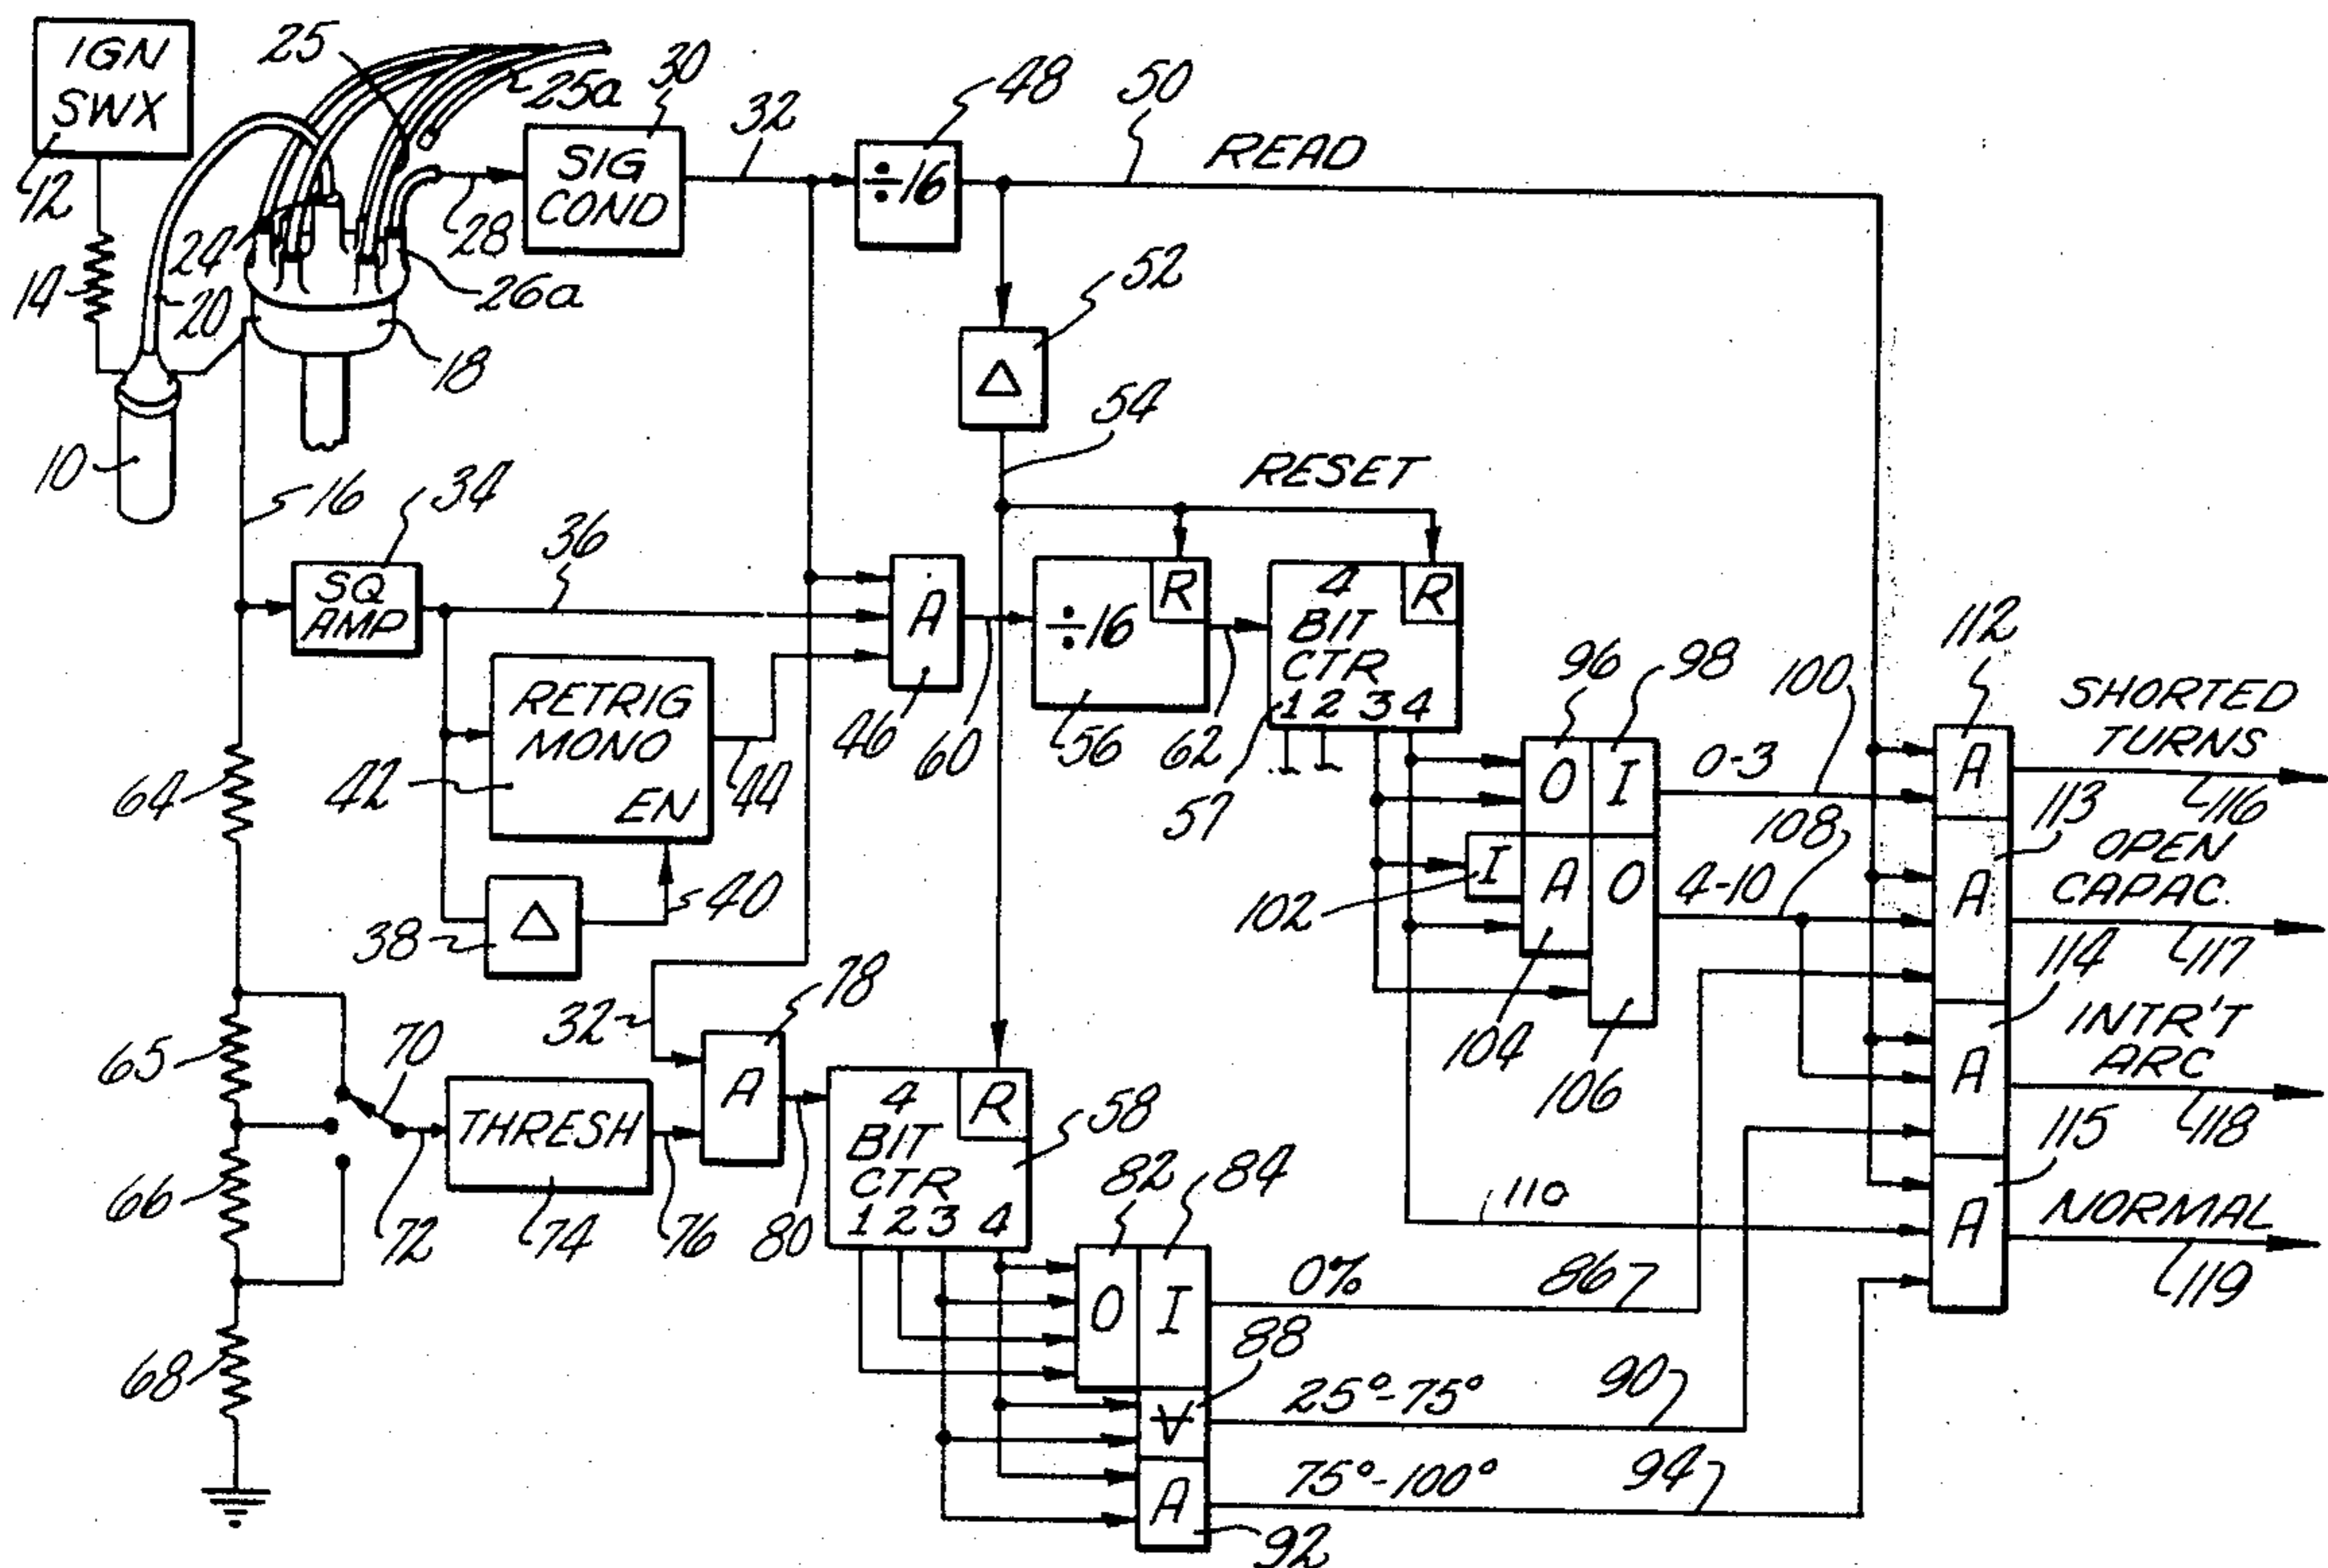 IGN
SWX
12
14
10
25
25a
24
20
28
26a
18
16
30
SIG
COND
32
48
÷16
50
READ
52
Δ
54
RESET
34
SQ
AMP
36
RETRIG
MONO
EN
42
44
40
38
Δ
A
46
60
÷16
R
56
62
4
BIT
CTR
1 2 3 4
R
57
96
98
O
I
I
A
O
102
104
106
0-3
100
4-10
108
110
112
A
113
A
114
A
115
A
SHORTED
TURNS
116
OPEN
CAPAC.
117
INTR'T
ARC
118
NORMAL
119
64
65
66
68
70
72
THRESH
74
76
32
78
A
80
4
BIT
CTR
1 2 3 4
R
58
82
84
O
I
0%
86
88
∀
25°-75°
90
A
92
75°-100°
94